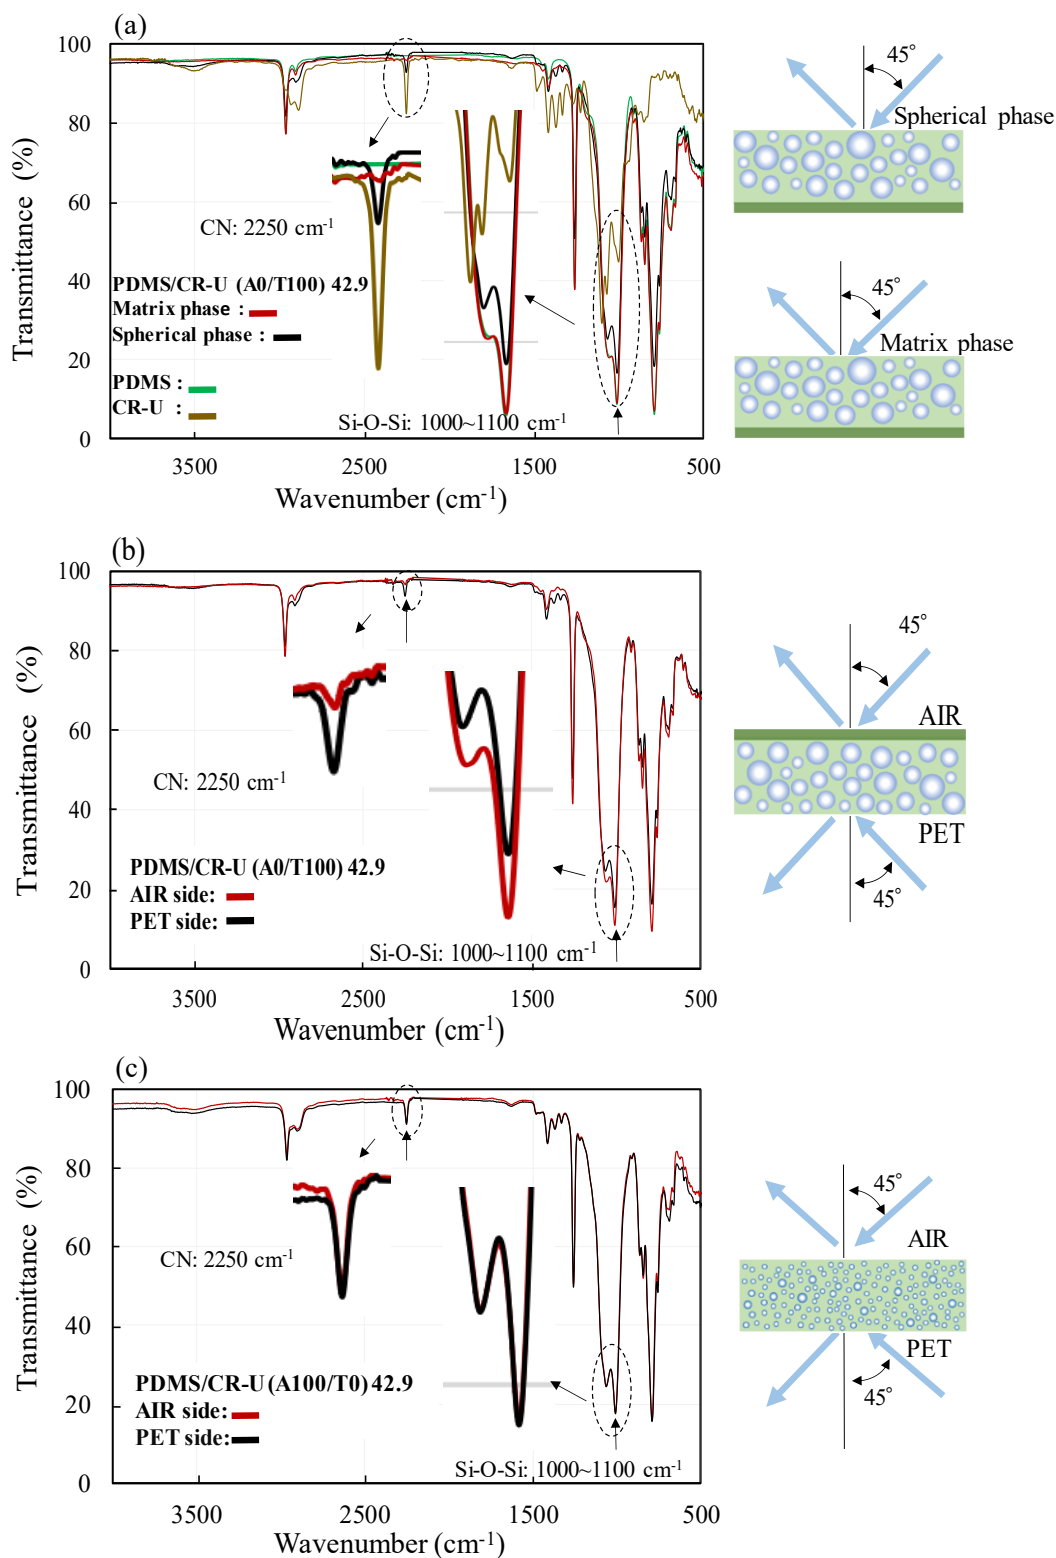 (a)
100
80
60
40
20
0
Transmittance (%)
CN: 2250 cm⁻¹
PDMS/CR-U (A0/T100) 42.9
Matrix phase :
Spherical phase :
PDMS :
CR-U :
Si-O-Si: 1000~1100 cm⁻¹
3500
2500
1500
500
Wavenumber (cm⁻¹)
45°
Spherical phase
45°
Matrix phase
(b)
100
80
60
40
20
0
Transmittance (%)
CN: 2250 cm⁻¹
PDMS/CR-U (A0/T100) 42.9
AIR side:
PET side:
Si-O-Si: 1000~1100 cm⁻¹
3500
2500
1500
500
Wavenumber (cm⁻¹)
45°
AIR
PET
45°
(c)
100
80
60
40
20
0
Transmittance (%)
CN: 2250 cm⁻¹
PDMS/CR-U (A100/T0) 42.9
AIR side:
PET side:
Si-O-Si: 1000~1100 cm⁻¹
3500
2500
1500
500
Wavenumber (cm⁻¹)
45°
AIR
PET
45°